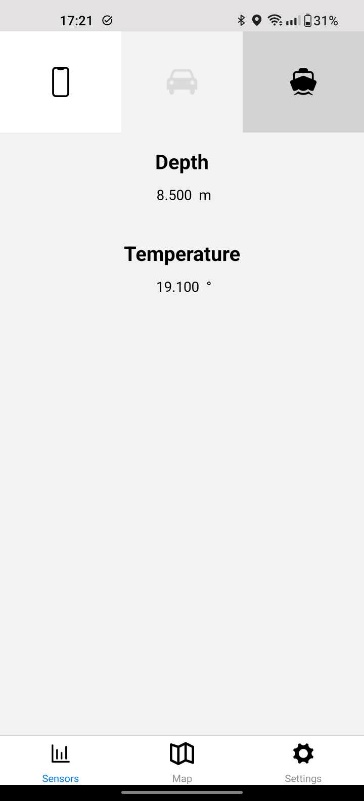 17:21
31%
Depth
8.500 m
Temperature
19.100 °
Sensors
Map
Settings